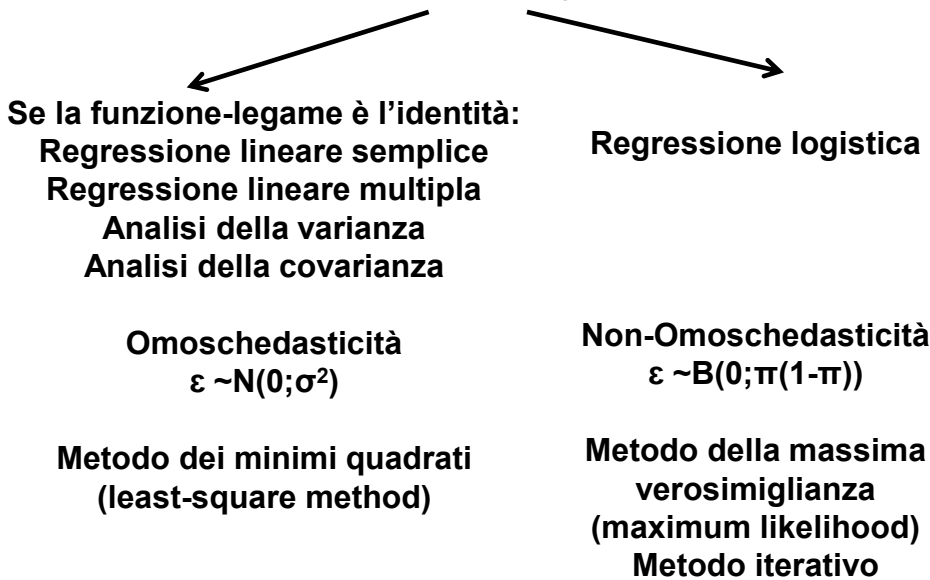 Se la funzione-legame è l'identità:
Regressione lineare semplice
Regressione lineare multipla
Analisi della varianza
Analisi della covarianza
Omoschedasticità
ε ~N(0;σ²)
Metodo dei minimi quadrati
(least-square method)
Regressione logistica
Non-Omoschedasticità
ε ~B(0;π(1-π))
Metodo della massima
verosimiglianza
(maximum likelihood)
Metodo iterativo